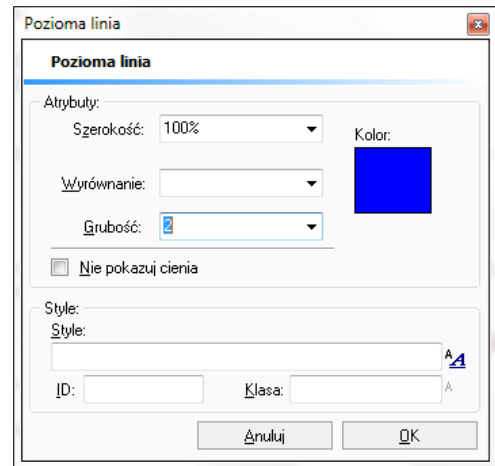 Pozioma linia
Pozioma linia
Atrybuty:
Szerokość: 100%
Kolor:
Wyrównanie:
Grubość: 2
Nie pokazuj cienia
Style:
Style:
A A
ID: Klasa: A
Anuluj OK